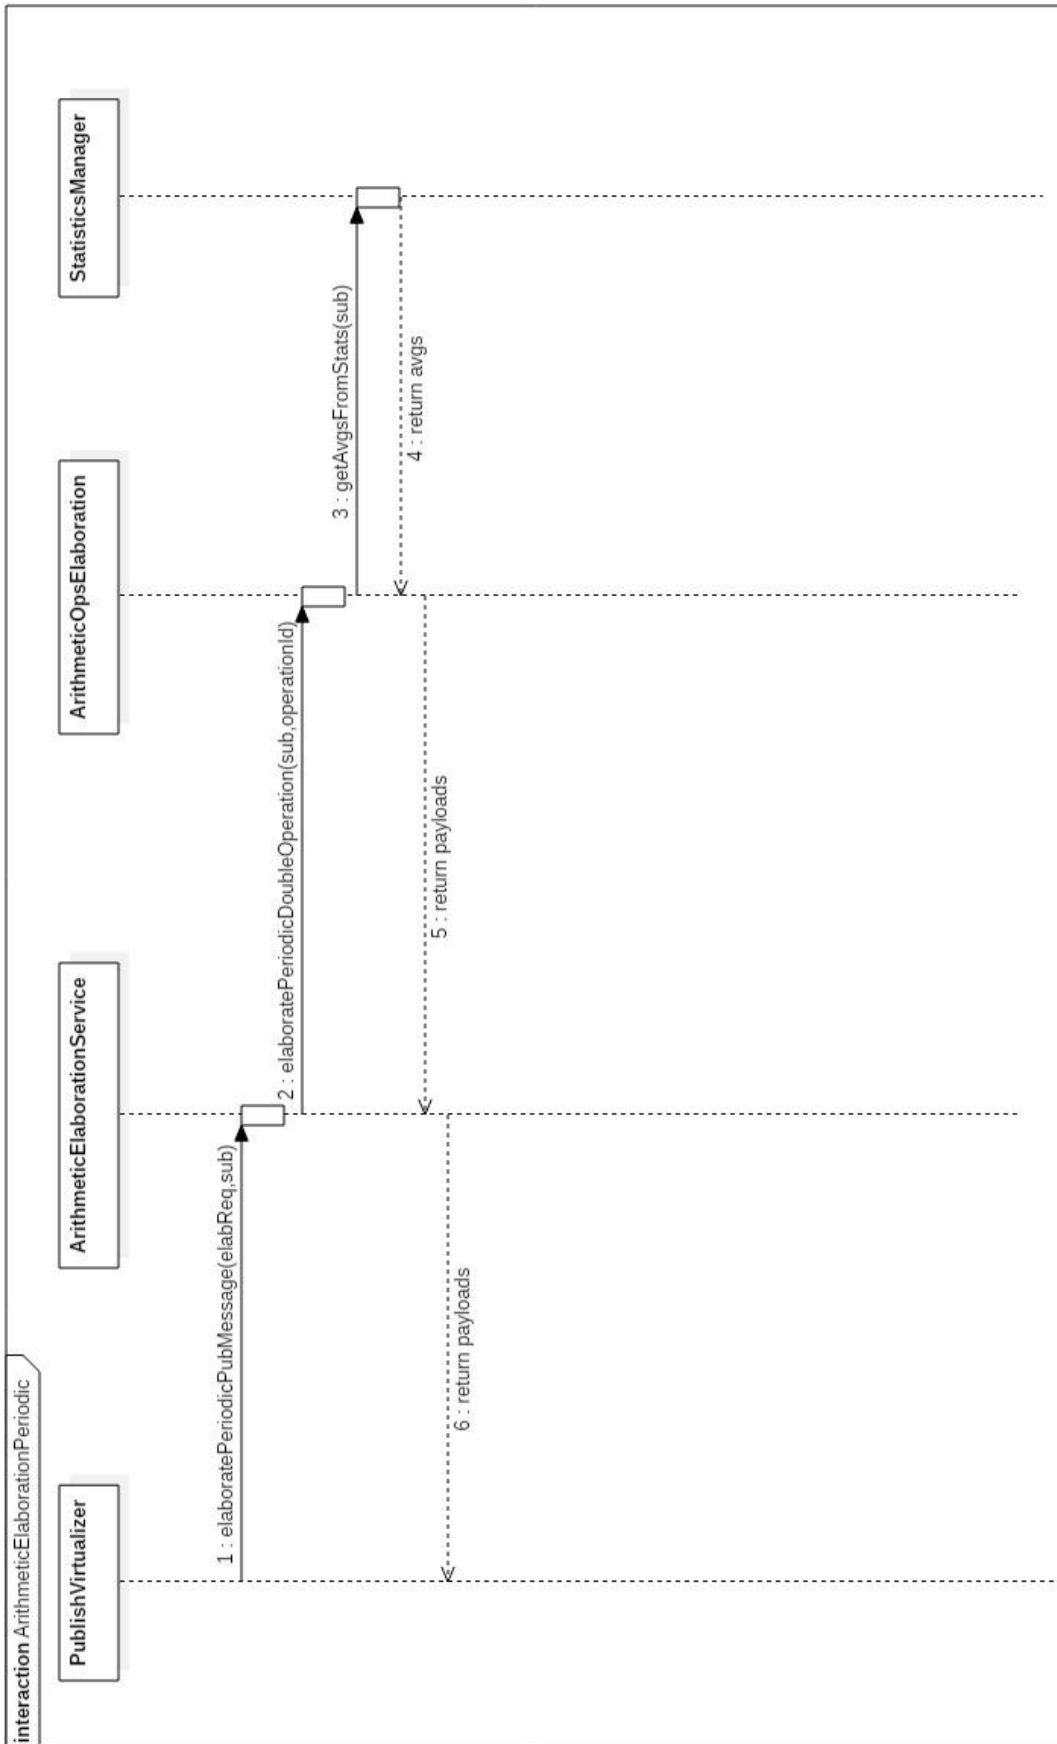 interaction ArithmeticElaborationPeriodic
PublishVirtualizer
ArithmeticElaborationService
ArithmeticOpsElaboration
StatisticsManager
1 : elaboratePeriodicPubMessage(elabReq,sub)
2 : elaboratePeriodicDoubleOperation(sub,operationId)
3 : getAvgsFromStats(sub)
4 : return avgs
5 : return payloads
6 : return payloads